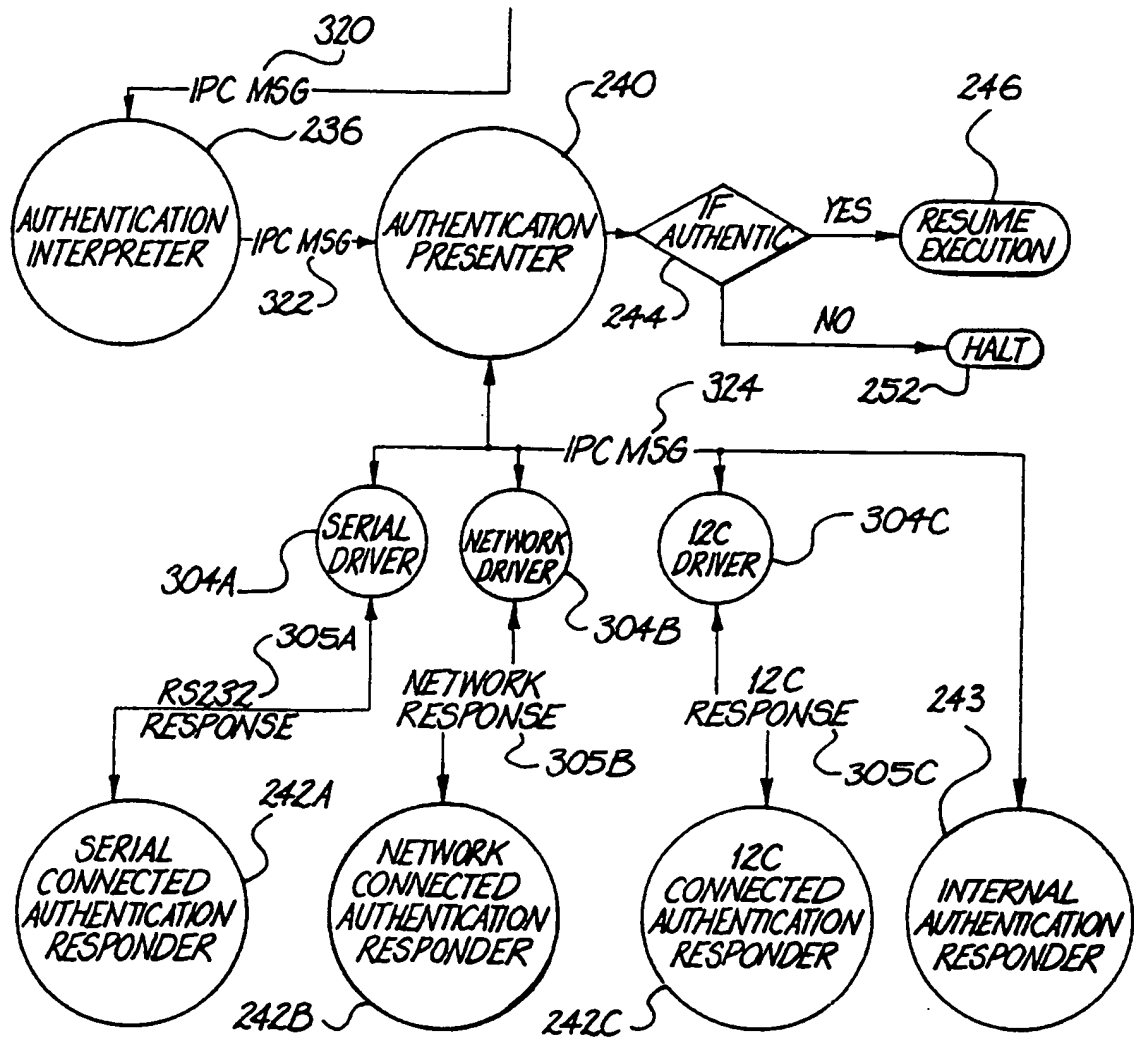 320
IPC MSG
236
240
246
AUTHENTICATION
INTERPRETER
IPC MSG
322
AUTHENTICATION
PRESENTER
IF
AUTHENTIC
244
YES
RESUME
EXECUTION
NO
HALT
252
324
IPC MSG
SERIAL
DRIVER
304A
NETWORK
DRIVER
304B
12C
DRIVER
304C
305A
RS232
RESPONSE
NETWORK
RESPONSE
305B
12C
RESPONSE
305C
243
242A
SERIAL
CONNECTED
AUTHENTICATION
RESPONDER
NETWORK
CONNECTED
AUTHENTICATION
RESPONDER
242B
12C
CONNECTED
AUTHENTICATION
RESPONDER
242C
INTERNAL
AUTHENTICATION
RESPONDER